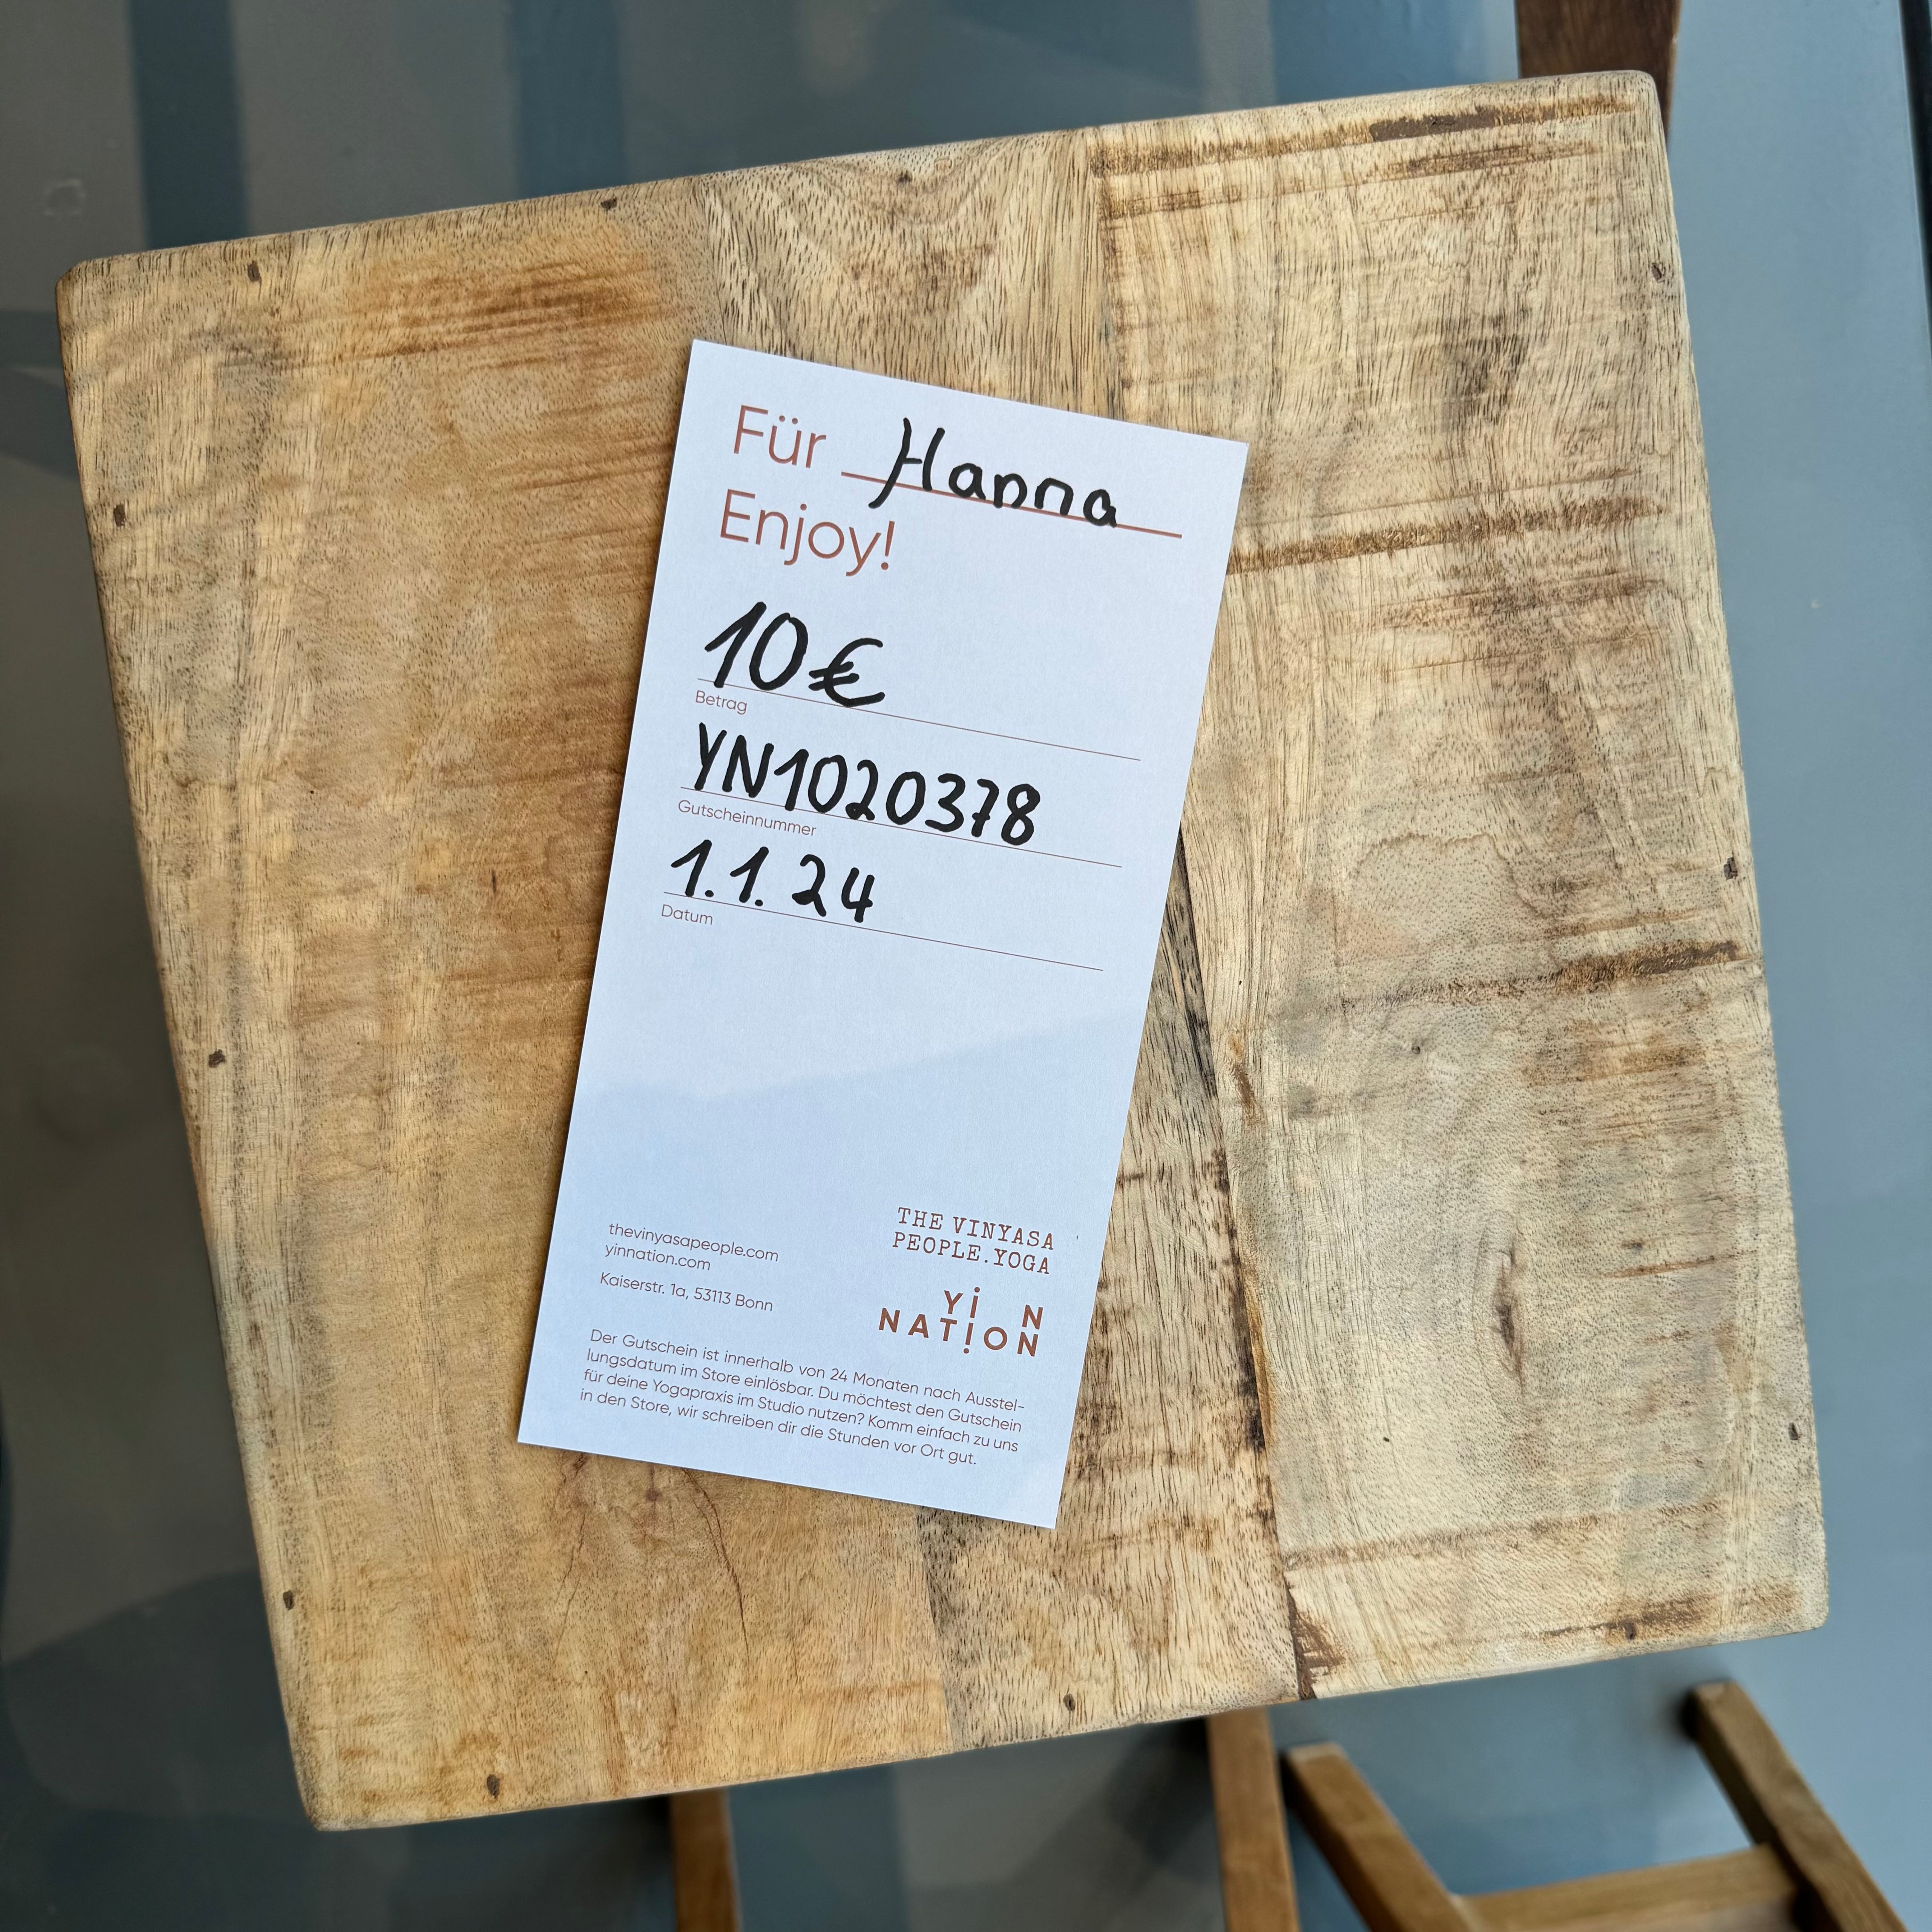 Für Hanna
Enjoy!
10€
Betrag
YN1020378
Gutscheinnummer
1.1.24
Datum
thevinyasapeople.com
yinnation.com
Kaiserstr. 1a, 53113 Bonn
THE VINYASA
PEOPLE.YOGA
Yi N
NAT!ON
Der Gutschein ist innerhalb von 24 Monaten nach Ausstel-
lungsdatum im Store einlösbar. Du möchtest den Gutschein
für deine Yogapraxis im Studio nutzen? Komm einfach zu uns
in den Store, wir schreiben dir die Stunden vor Ort gut.